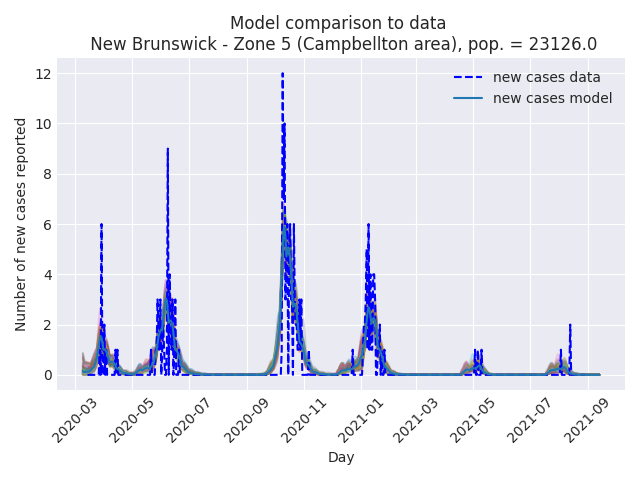 Model comparison to data
New Brunswick - Zone 5 (Campbellton area), pop. = 23126.0
new cases data
new cases model
Number of new cases reported
12
10
8
6
4
2
0
2020-03
2020-05
2020-07
2020-09
2020-11
2021-01
2021-03
2021-05
2021-07
2021-09
Day